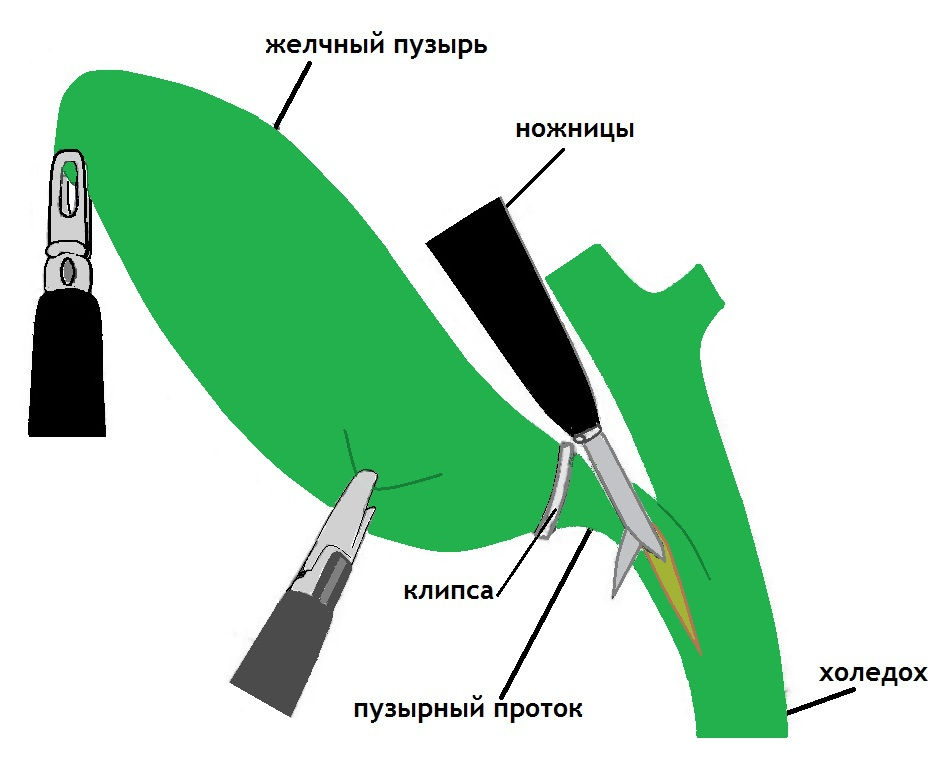 желчный пузырь
ножницы
клипса
холедох
пузырный проток